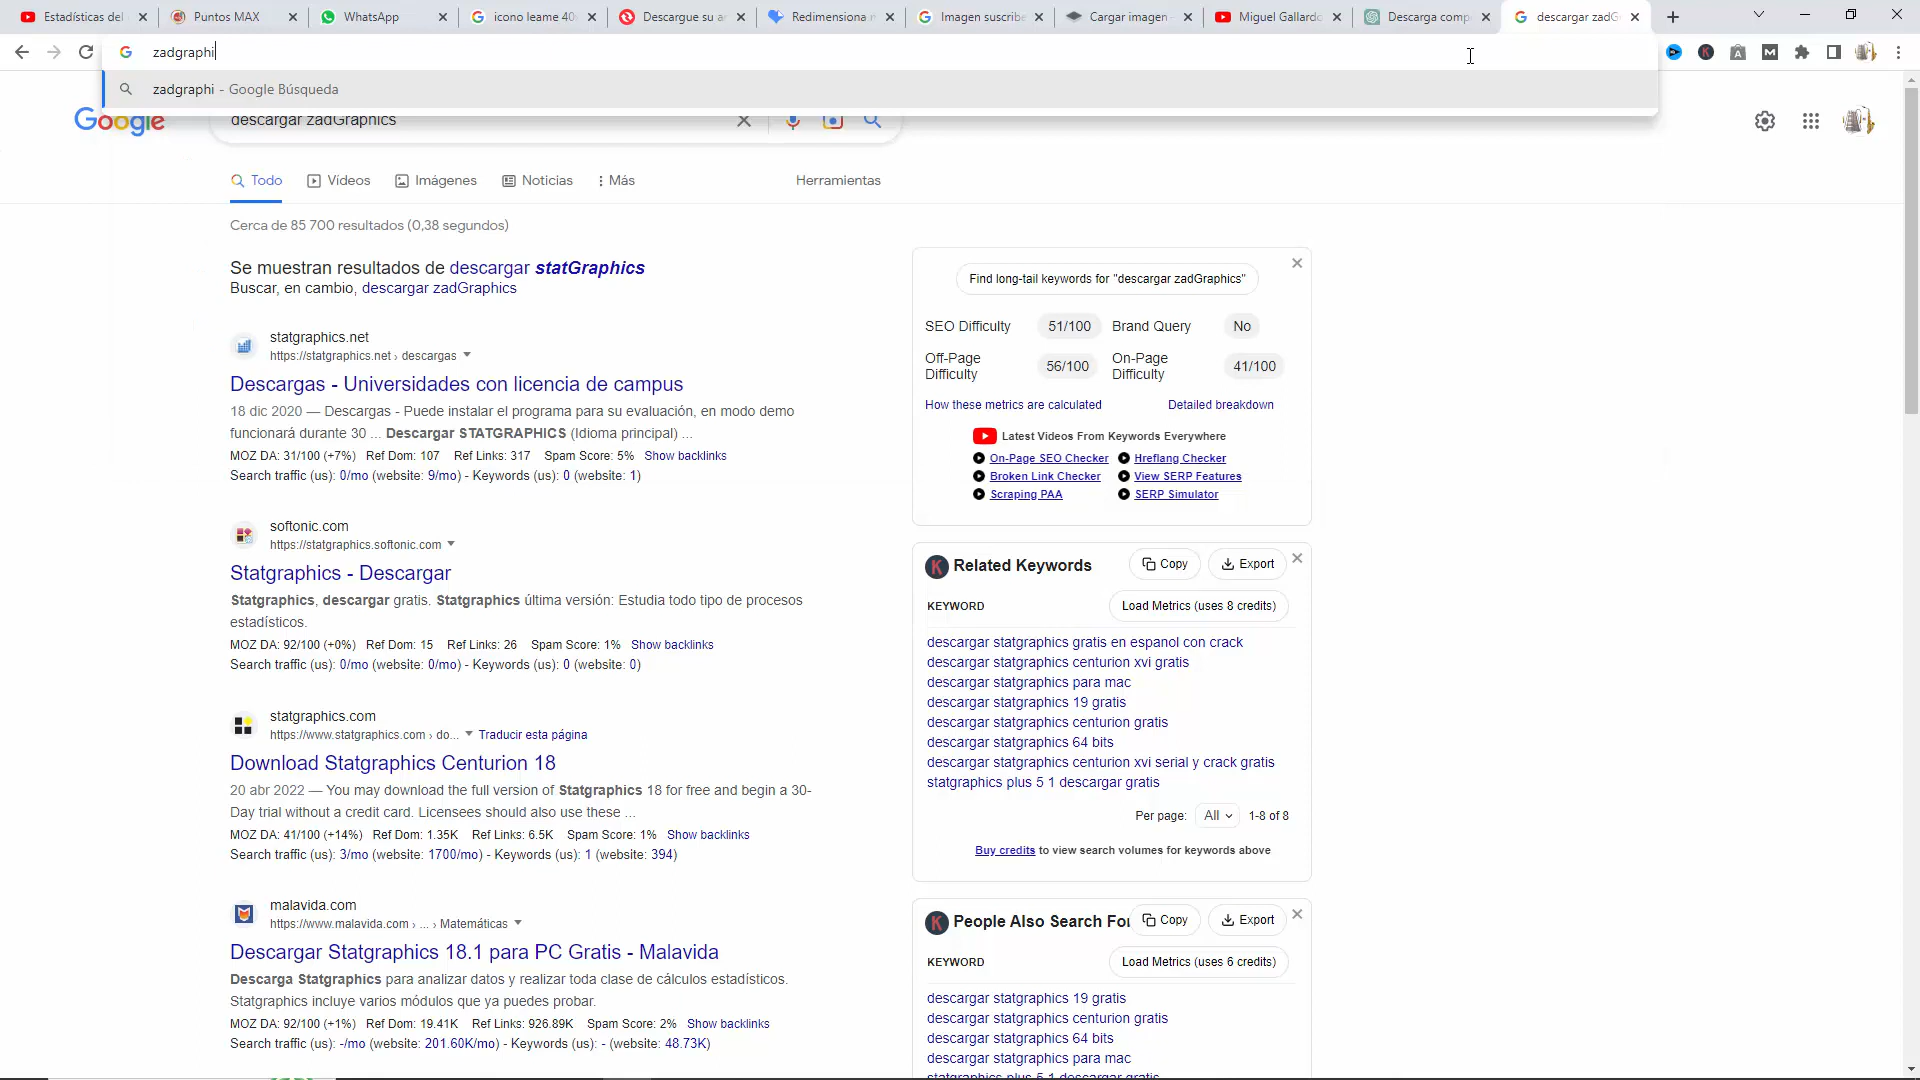 Estadísticas del
Puntos MAX
WhatsApp
icono leame 40
Descargue su a
Redimensiona
Imagen suscrib
Cargar imagen
Miguel Gallardo
Descarga comp
descargar zadG
zadgraphi
zadgraphi - Google Búsqueda
Google
descargar zadGraphics
Todo
Vídeos
Imágenes
Noticias
Más
Herramientas
Cerca de 85 700 resultados (0,38 segundos)
Se muestran resultados de descargar statGraphics
Buscar, en cambio, descargar zadGraphics
statgraphics.net
https://statgraphics.net › descargas
Descargas - Universidades con licencia de campus
18 dic 2020 — Descargas - Puede instalar el programa para su evaluación, en modo demo
funcionará durante 30 ... Descargar STATGRAPHICS (Idioma principal) ...
MOZ DA: 31/100 (+7%) Ref Dom: 107 Ref Links: 317 Spam Score: 5% Show backlinks
Search traffic (us): 0/mo (website: 9/mo) - Keywords (us): 0 (website: 1)
softonic.com
https://statgraphics.softonic.com
Statgraphics - Descargar
Statgraphics, descargar gratis. Statgraphics última versión: Estudia todo tipo de procesos
estadísticos.
MOZ DA: 92/100 (+0%) Ref Dom: 15 Ref Links: 26 Spam Score: 1% Show backlinks
Search traffic (us): 0/mo (website: 0/mo) - Keywords (us): 0 (website: 0)
statgraphics.com
https://www.statgraphics.com › do... Traducir esta página
Download Statgraphics Centurion 18
20 abr 2022 — You may download the full version of Statgraphics 18 for free and begin a 30-
Day trial without a credit card. Licensees should also use these ...
MOZ DA: 41/100 (+14%) Ref Dom: 1.35K Ref Links: 6.5K Spam Score: 1% Show backlinks
Search traffic (us): 3/mo (website: 1700/mo) - Keywords (us): 1 (website: 394)
malavida.com
https://www.malavida.com › ... › Matemáticas
Descargar Statgraphics 18.1 para PC Gratis - Malavida
Descarga Statgraphics para analizar datos y realizar toda clase de cálculos estadísticos.
Statgraphics incluye varios módulos que ya puedes probar.
MOZ DA: 92/100 (+1%) Ref Dom: 19.41K Ref Links: 926.89K Spam Score: 2% Show backlinks
Search traffic (us): -/mo (website: 201.60K/mo) - Keywords (us): - (website: 48.73K)
Find long-tail keywords for "descargar zadGraphics"
SEO Difficulty 51/100 Brand Query No
Off-Page Difficulty 56/100 On-Page Difficulty 41/100
How these metrics are calculated Detailed breakdown
Latest Videos From Keywords Everywhere
On-Page SEO Checker Hreflang Checker
Broken Link Checker View SERP Features
Scraping PAA SERP Simulator
Related Keywords Copy Export
KEYWORD Load Metrics (uses 8 credits)
descargar statgraphics gratis en espanol con crack
descargar statgraphics centurion xvi gratis
descargar statgraphics para mac
descargar statgraphics 19 gratis
descargar statgraphics centurion gratis
descargar statgraphics 64 bits
descargar statgraphics centurion xvi serial y crack gratis
statgraphics plus 5 1 descargar gratis
Per page: All 1-8 of 8
Buy credits to view search volumes for keywords above
People Also Search For Copy Export
KEYWORD Load Metrics (uses 6 credits)
descargar statgraphics 19 gratis
descargar statgraphics centurion gratis
descargar statgraphics 64 bits
descargar statgraphics para mac
statgraphics plus 5 1 descargar gratis